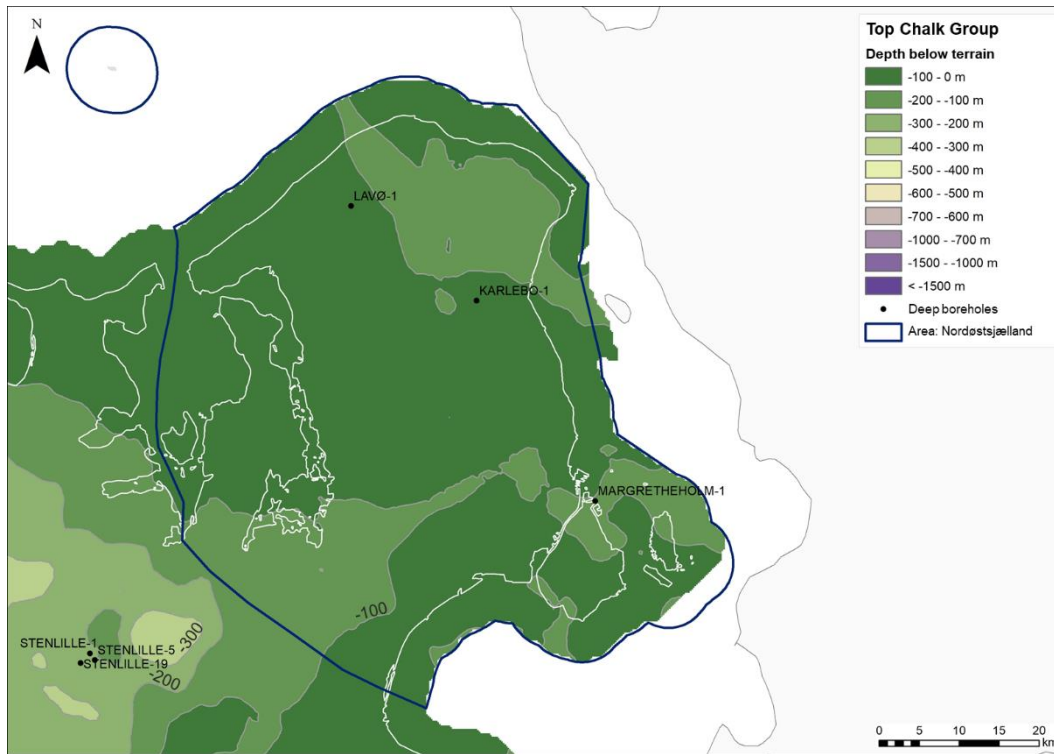 N
Top Chalk Group
Depth below terrain
-100 - 0 m
-200 - -100 m
-300 - -200 m
-400 - -300 m
-500 - -400 m
-600 - -500 m
-700 - -600 m
-1000 - -700 m
-1500 - -1000 m
< -1500 m
Deep boreholes
Area: Nordøstsjælland
LAVØ-1
KARLEBO-1
MARGRETHEHOLM-1
-100
STENLILLE-1
STENLILLE-5
STENLILLE-19
-300
-200
0 5 10 15 20
km